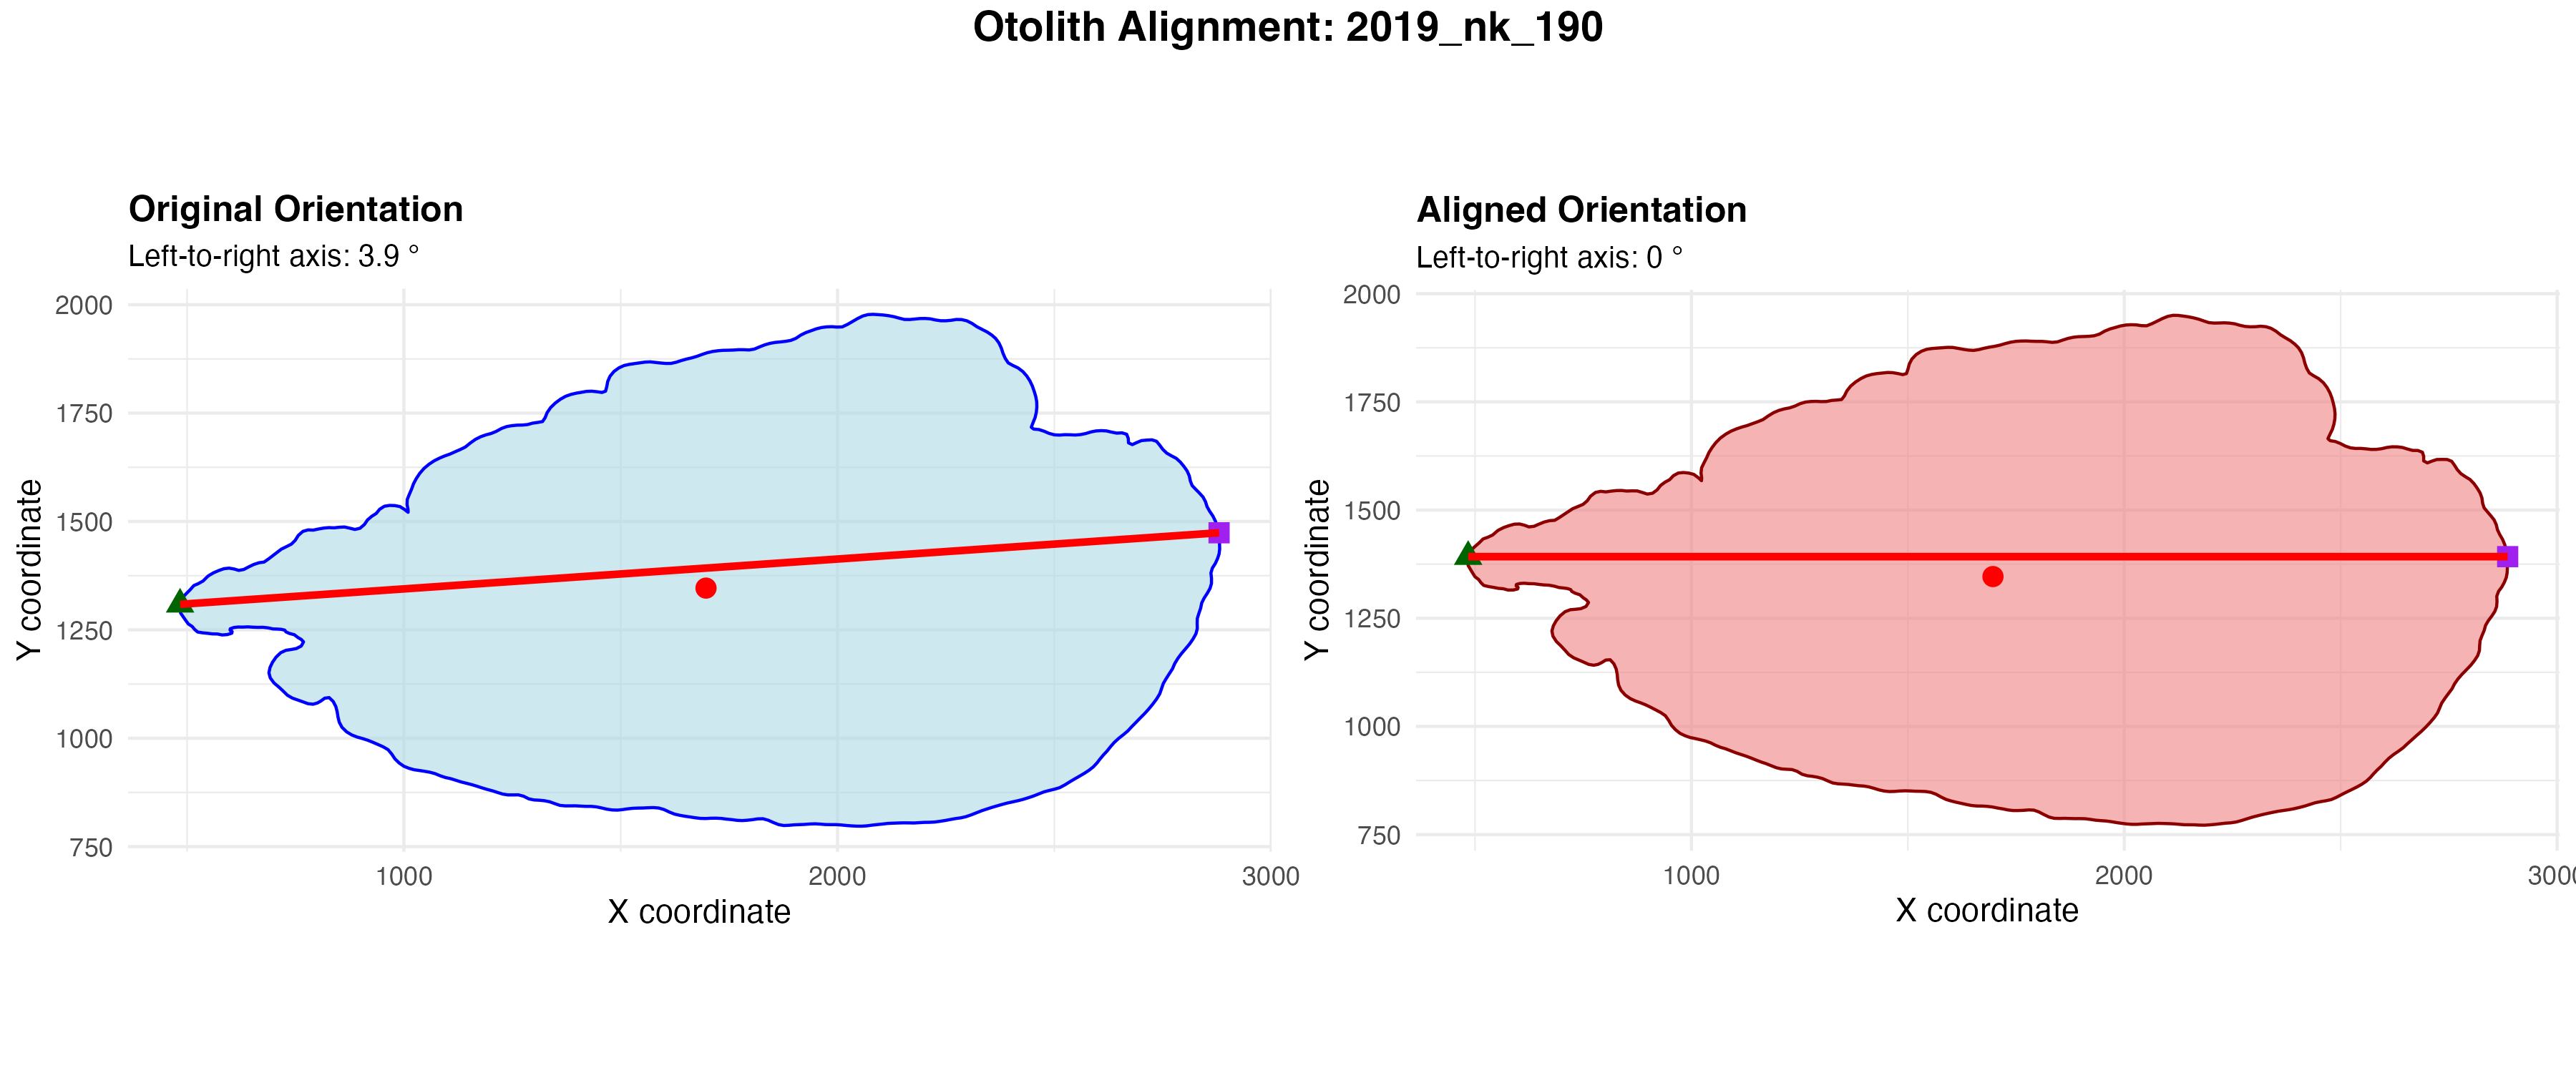 Otolith Alignment: 2019_nk_190
Original Orientation
Left-to-right axis: 3.9 °
2000
1750
1500
1250
1000
750
Y coordinate
1000
2000
3000
X coordinate
Aligned Orientation
Left-to-right axis: 0 °
2000
1750
1500
1250
1000
750
Y coordinate
1000
2000
3000
X coordinate